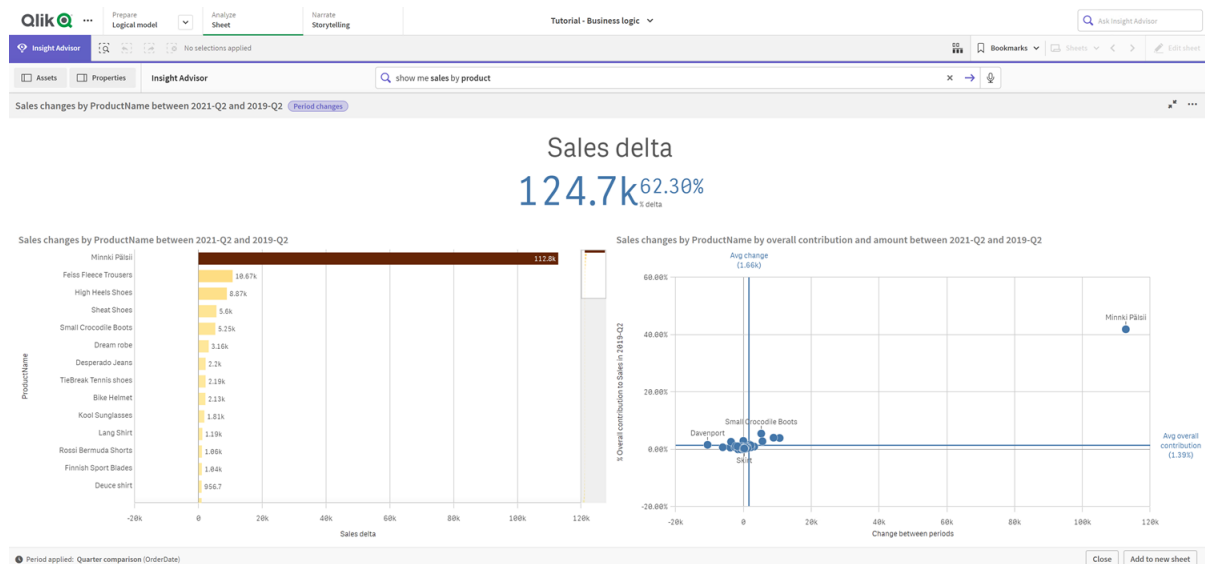 Qlik
Prepare
Logical model
Analyze
Sheet
Narrate
Storytelling
Tutorial - Business logic
Ask Insight Advisor
Insight Advisor
No selections applied
Bookmarks
Sheets
Edit sheet
Assets
Properties
Insight Advisor
show me sales by product
Sales changes by ProductName between 2021-Q2 and 2019-Q2
Period changes
Sales delta
124.7k
62.30%
% delta
Sales changes by ProductName between 2021-Q2 and 2019-Q2
ProductName
Minnki Pälsii 112.8k
Feiss Fleece Trousers 10.67k
High Heels Shoes 8.87k
Sheat Shoes 5.6k
Small Crocodile Boots 5.25k
Dream robe 3.16k
Desperado Jeans 2.2k
TieBreak Tennis shoes 2.19k
Bike Helmet 2.13k
Kool Sunglasses 1.81k
Lang Shirt 1.19k
Rossi Bermuda Shorts 1.06k
Finnish Sport Blades 1.04k
Deuce shirt 956.7
-20k 0 20k 40k 60k 80k 100k 120k
Sales delta
Sales changes by ProductName by overall contribution and amount between 2021-Q2 and 2019-Q2
Avg change
(1.66k)
% Overall contribution to Sales in 2019-Q2
60.00%
40.00%
20.00%
0.00%
-20.00%
Minnki Pälsii
Small Crocodile Boots
Davenport
Skirt
Avg overall
contribution
(1.39%)
-20k 0 20k 40k 60k 80k 100k 120k
Change between periods
Period applied: Quarter comparison (OrderDate)
Close
Add to new sheet